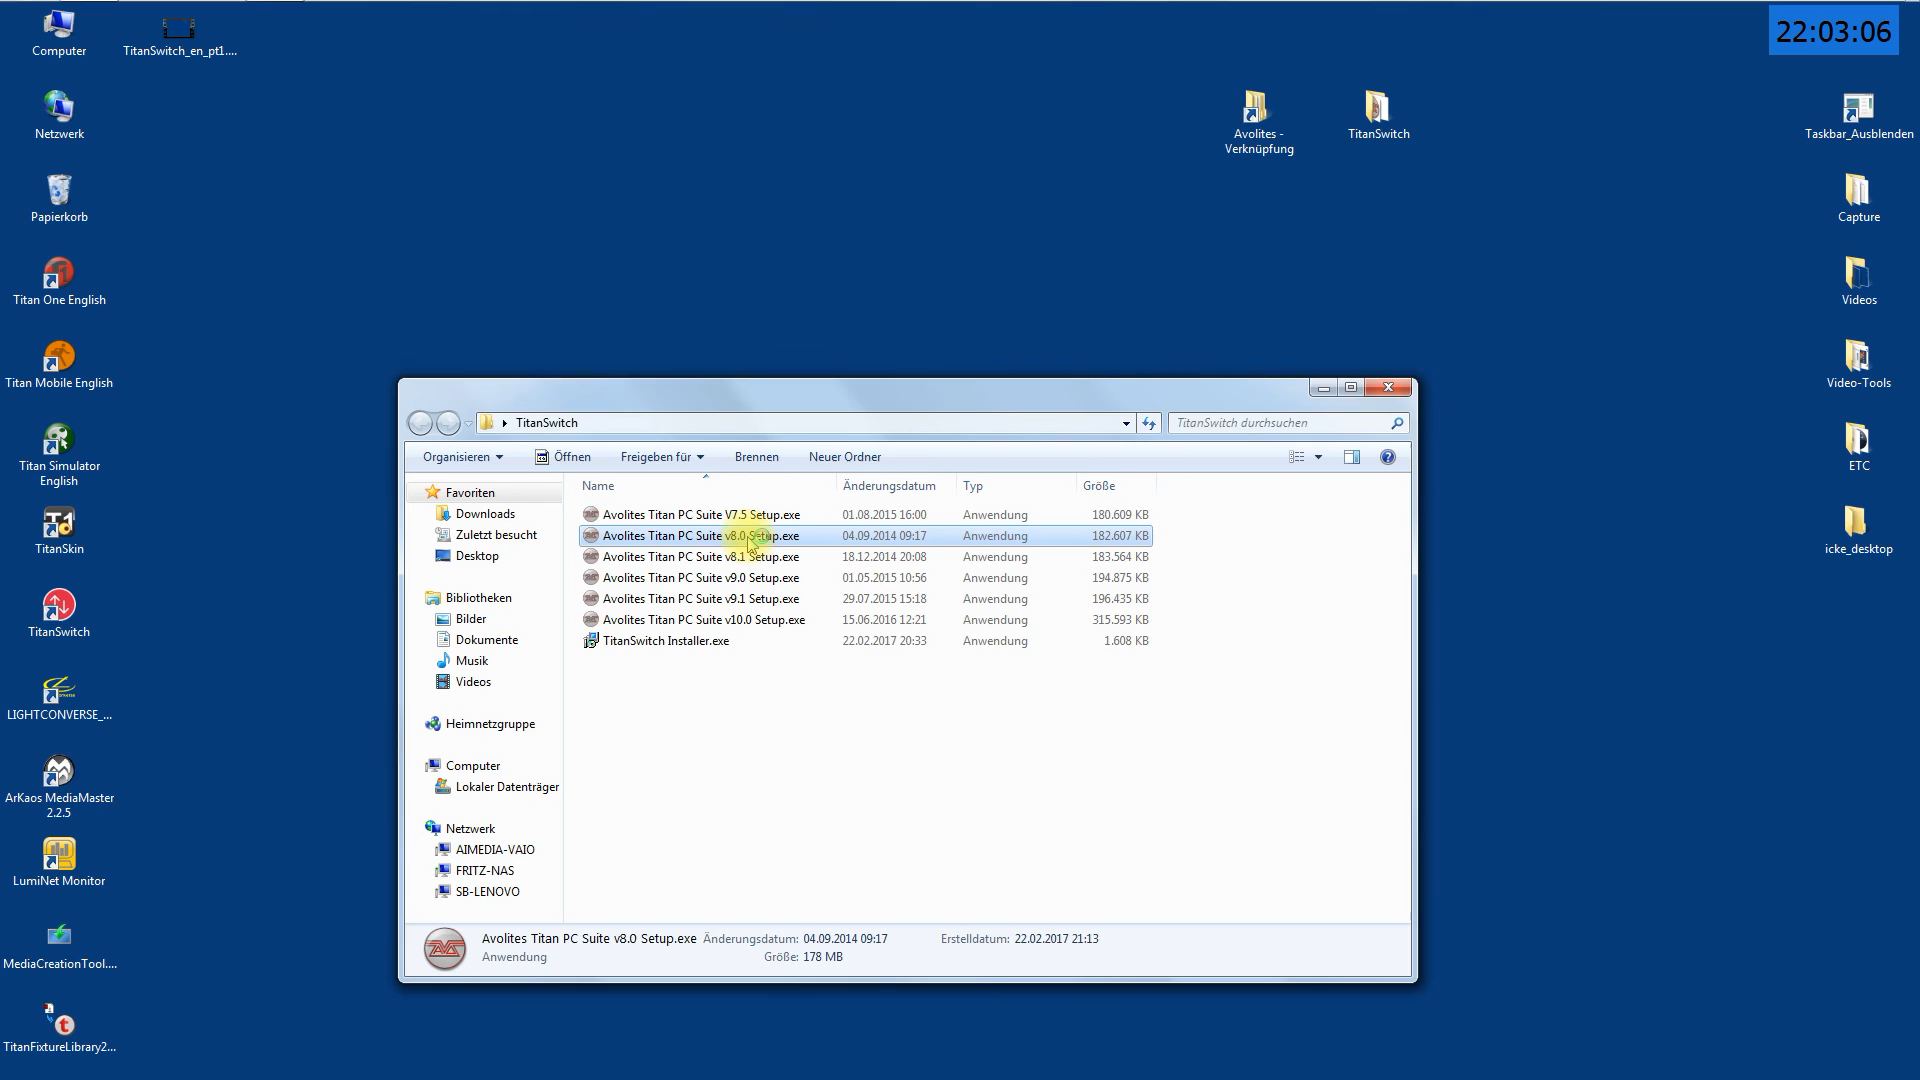 22:03:06
Computer
TitanSwitch_en_pt1....
Netzwerk
Avolites -
Verknüpfung
TitanSwitch
Taskbar_Ausblenden
Papierkorb
Capture
Titan One English
Videos
Titan Mobile English
Video-Tools
Titan Simulator
English
ETC
TitanSkin
icke_desktop
TitanSwitch
LIGHTCONVERSE_...
ArKaos MediaMaster
2.2.5
LumiNet Monitor
MediaCreationTool....
TitanFixtureLibrary2...
TitanSwitch
TitanSwitch durchsuchen
Organisieren Öffnen Freigeben für Brennen Neuer Ordner
Favoriten
Downloads
Zuletzt besucht
Desktop
Bibliotheken
Bilder
Dokumente
Musik
Videos
Heimnetzgruppe
Computer
Lokaler Datenträger
Netzwerk
AIMEDIA-VAIO
FRITZ-NAS
SB-LENOVO
Name Änderungsdatum Typ Größe
Avolites Titan PC Suite V7.5 Setup.exe 01.08.2015 16:00 Anwendung 180.609 KB
Avolites Titan PC Suite v8.0 Setup.exe 04.09.2014 09:17 Anwendung 182.607 KB
Avolites Titan PC Suite v8.1 Setup.exe 18.12.2014 20:08 Anwendung 183.564 KB
Avolites Titan PC Suite v9.0 Setup.exe 01.05.2015 10:56 Anwendung 194.875 KB
Avolites Titan PC Suite v9.1 Setup.exe 29.07.2015 15:18 Anwendung 196.435 KB
Avolites Titan PC Suite v10.0 Setup.exe 15.06.2016 12:21 Anwendung 315.593 KB
TitanSwitch Installer.exe 22.02.2017 20:33 Anwendung 1.608 KB
Avolites Titan PC Suite v8.0 Setup.exe Änderungsdatum: 04.09.2014 09:17 Erstelldatum: 22.02.2017 21:13
Anwendung Größe: 178 MB